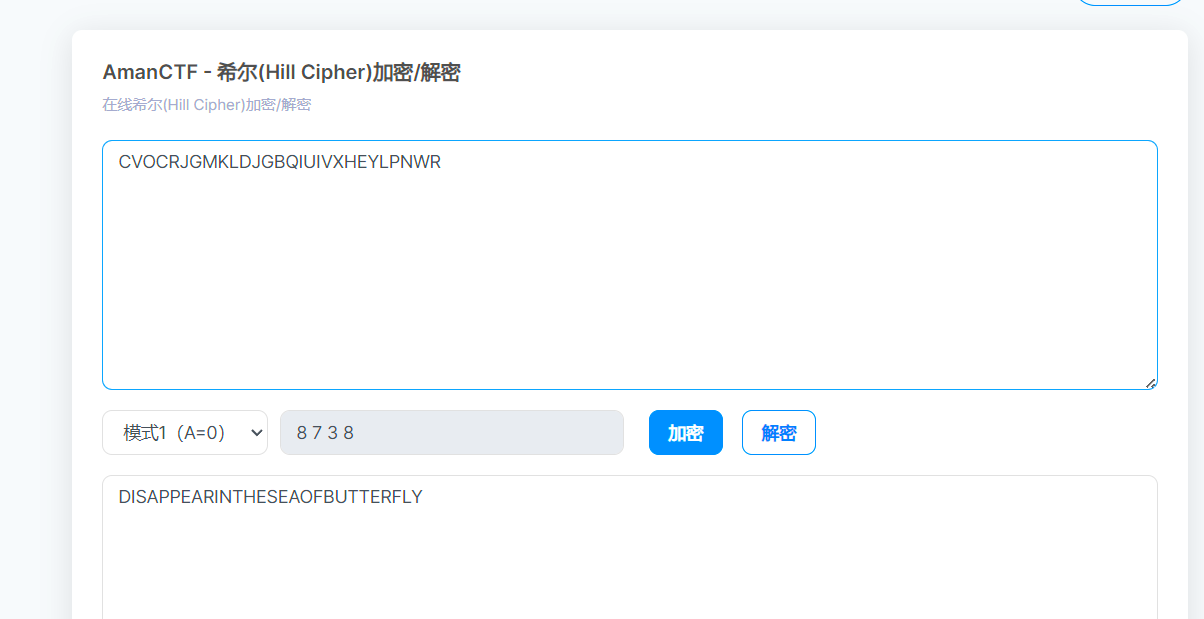 AmanCTF - 希尔(Hill Cipher)加密/解密
在线希尔(Hill Cipher)加密/解密
CVOCRJGMKLDJGBQIUIVXHEYLPNWR
模式1（A=0） 8 7 3 8 加密 解密
DISAPPEARINTHESEAOFBUTTERFLY